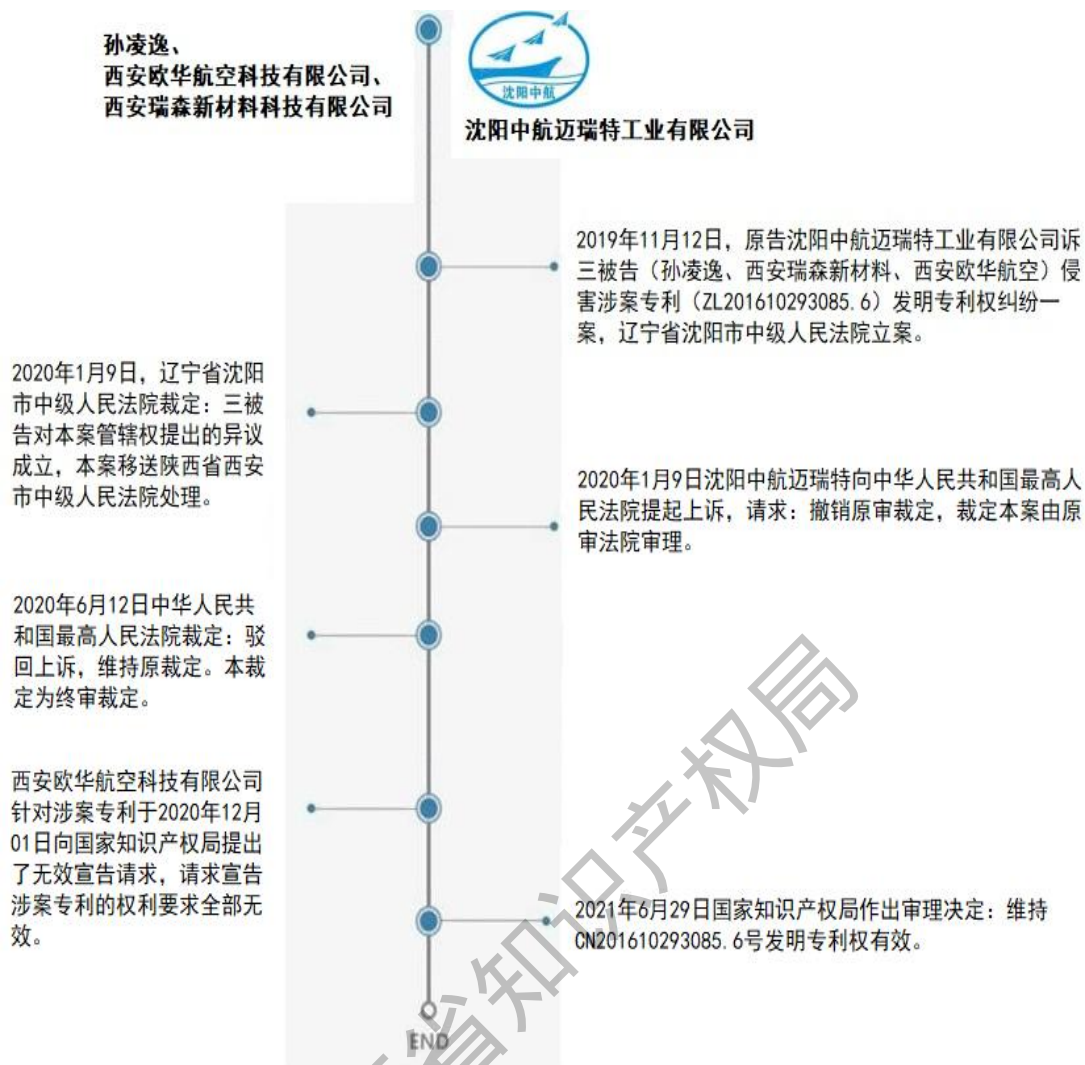 孙凌逸、
西安欧华航空科技有限公司、
西安瑞森新材料科技有限公司
沈阳中航
沈阳中航迈瑞特工业有限公司
2019年11月12日，原告沈阳中航迈瑞特工业有限公司诉
三被告（孙凌逸、西安瑞森新材料、西安欧华航空）侵
害涉案专利（ZL201610293085.6）发明专利权纠纷一
案，辽宁省沈阳市中级人民法院立案。
2020年1月9日，辽宁省沈阳
市中级人民法院裁定：三被
告对本案管辖权提出的异议
成立，本案移送陕西省西安
市中级人民法院处理。
2020年1月9日沈阳中航迈瑞特向中华人民共和国最高人
民法院提起上诉，请求：撤销原审裁定，裁定本案由原
审法院审理。
2020年6月12日中华人民共
和国最高人民法院裁定：驳
回上诉，维持原裁定。本裁
定为终审裁定。
西安欧华航空科技有限公司
针对涉案专利于2020年12月
01日向国家知识产权局提出
了无效宣告请求，请求宣告
涉案专利的权利要求全部无
效。
2021年6月29日国家知识产权局作出审理决定：维持
CN201610293085.6号发明专利权有效。
END
省知识产权局